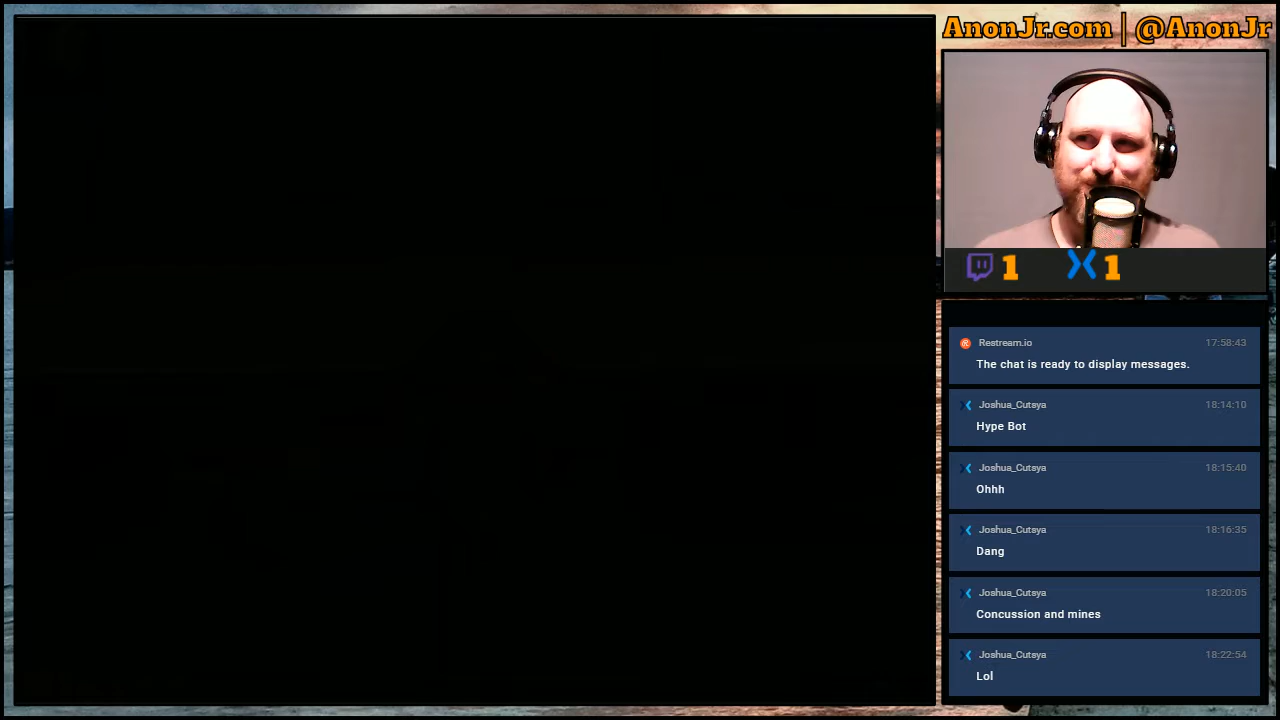 AnonJr.com | @AnonJr
1 1
Restream.io 17:58:43
The chat is ready to display messages.
Joshua_Cutsya 18:14:10
Hype Bot
Joshua_Cutsya 18:15:40
Ohhh
Joshua_Cutsya 18:16:35
Dang
Joshua_Cutsya 18:20:05
Concussion and mines
Joshua_Cutsya 18:22:54
Lol